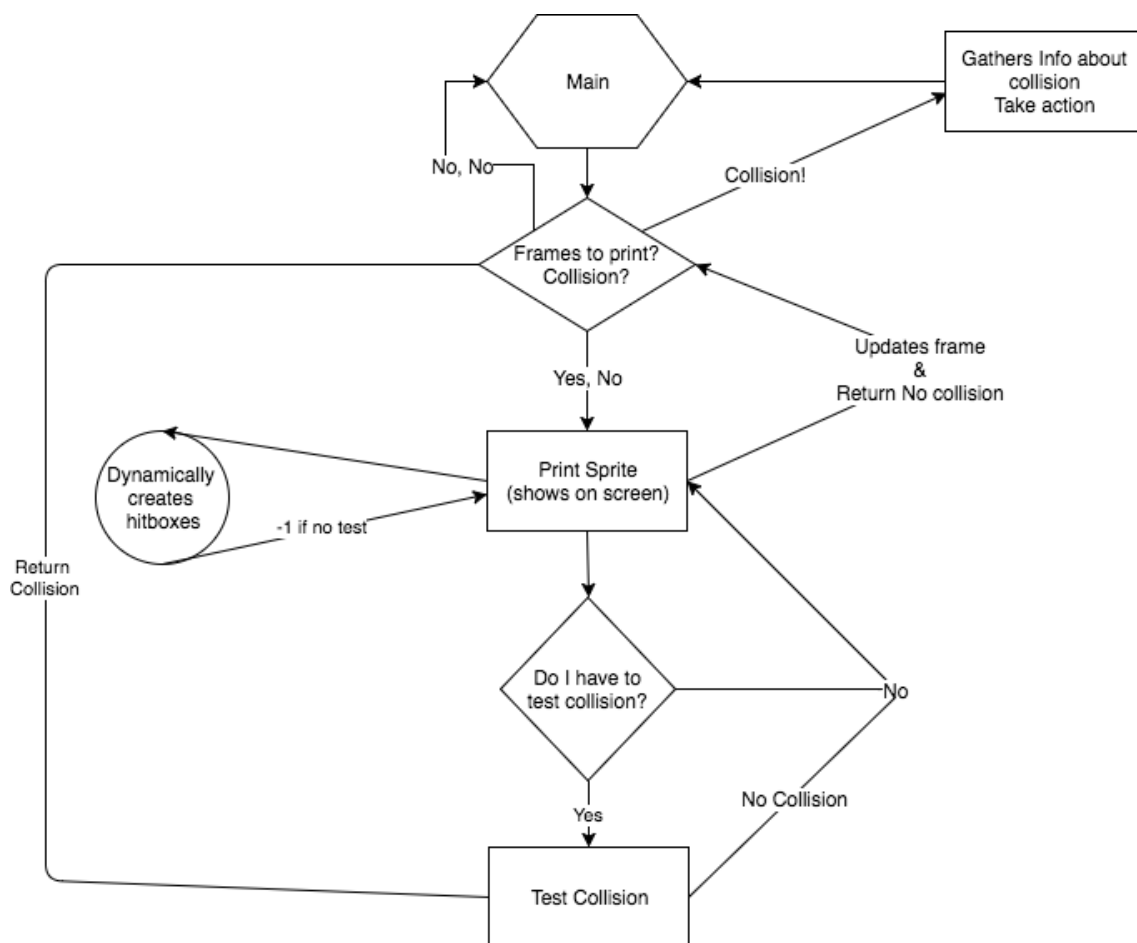 Main
Gathers Info about
collision
Take action
No, No
Collision!
Frames to print?
Collision?
Updates frame
&
Return No collision
Yes, No
Print Sprite
(shows on screen)
Dynamically
creates
hitboxes
-1 if no test
Return
Collision
Do I have to
test collision?
No
No Collision
Yes
Test Collision